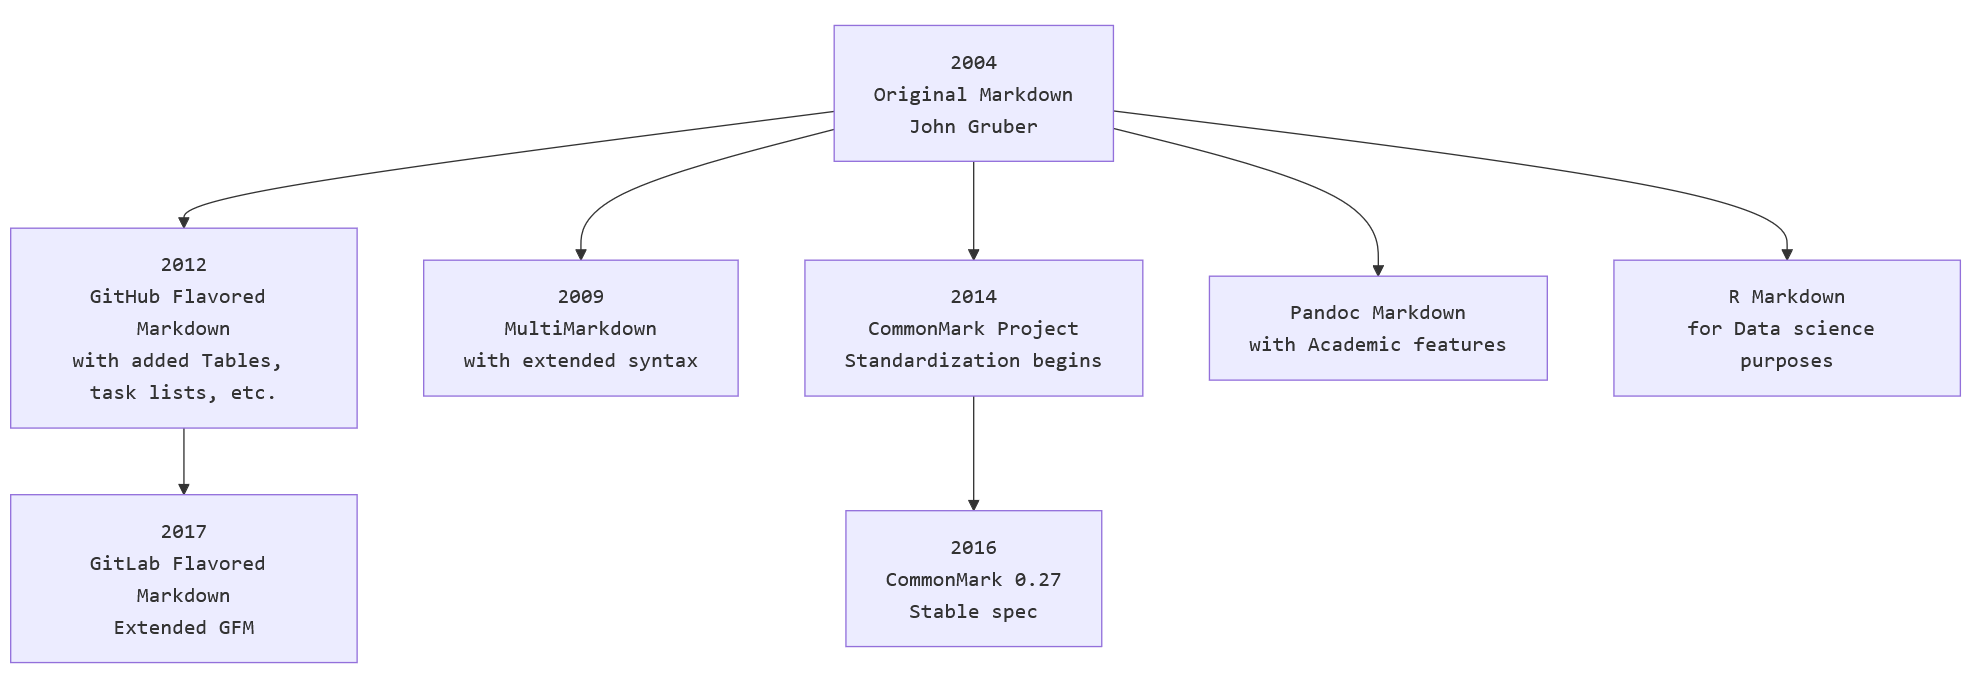 2004
Original Markdown
John Gruber
2012
GitHub Flavored
Markdown
with added Tables,
task lists, etc.
2009
MultiMarkdown
with extended syntax
2014
CommonMark Project
Standardization begins
Pandoc Markdown
with Academic features
R Markdown
for Data science
purposes
2017
GitLab Flavored
Markdown
Extended GFM
2016
CommonMark 0.27
Stable spec